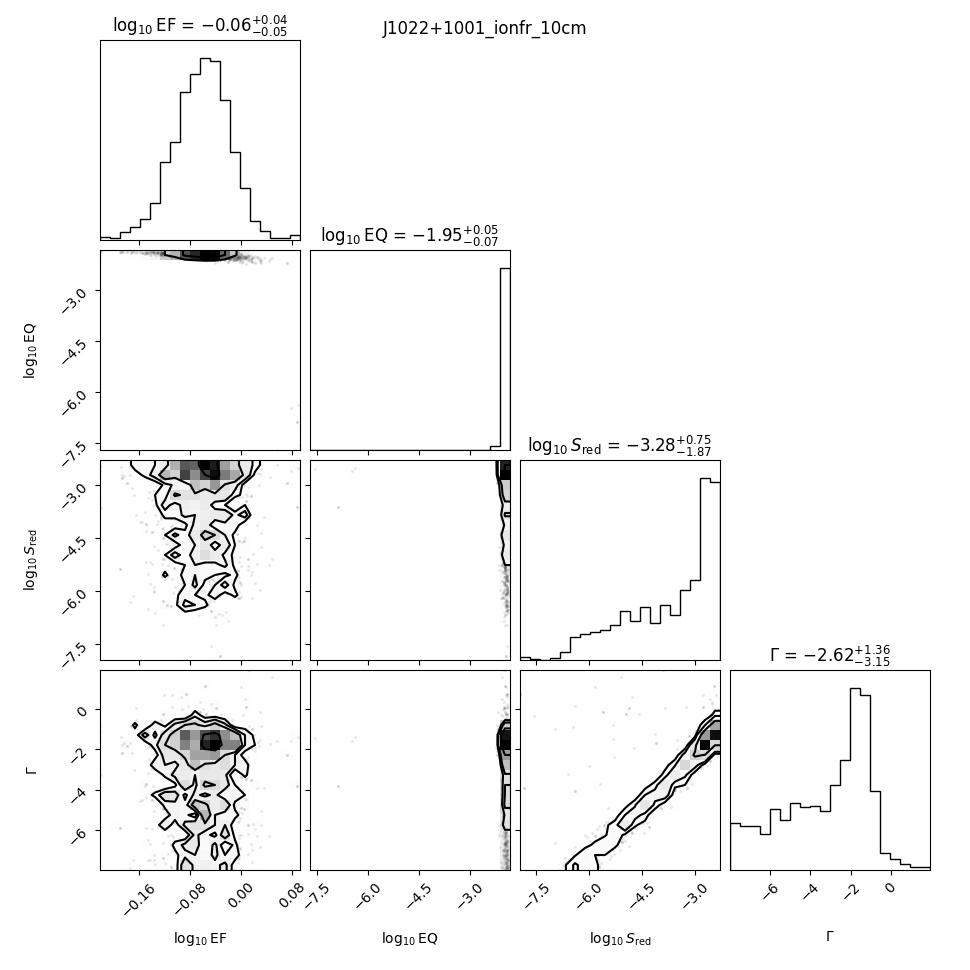 J1022+1001_ionfr_10cm
log₁₀ EF = −0.06+0.04 −0.05
log₁₀ EQ = −1.95+0.05 −0.07
−3.0
−4.5
−6.0
−7.5
log₁₀ EQ
log₁₀ S_red = −3.28+0.75 −1.87
−3.0
−4.5
−6.0
−7.5
log₁₀ S_red
Γ = −2.62+1.36 −3.15
0
−2
−4
−6
Γ
−0.16 −0.08 0.00 0.08
−7.5 −6.0 −4.5 −3.0
−7.5 −6.0 −4.5 −3.0
−6 −4 −2 0
log₁₀ EF
log₁₀ EQ
log₁₀ S_red
Γ